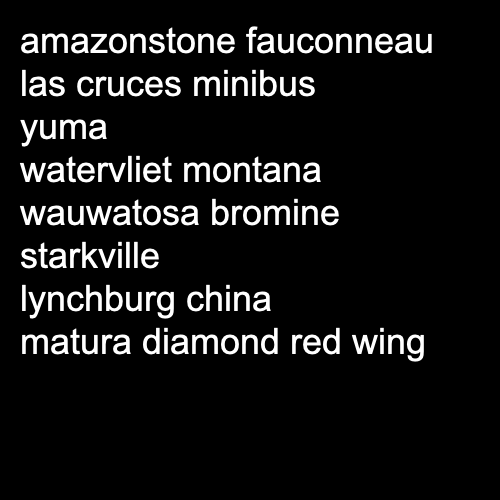 amazonstone fauconneau
las cruces minibus
yuma
watervliet montana
wauwatosa bromine
starkville
lynchburg china
matura diamond red wing